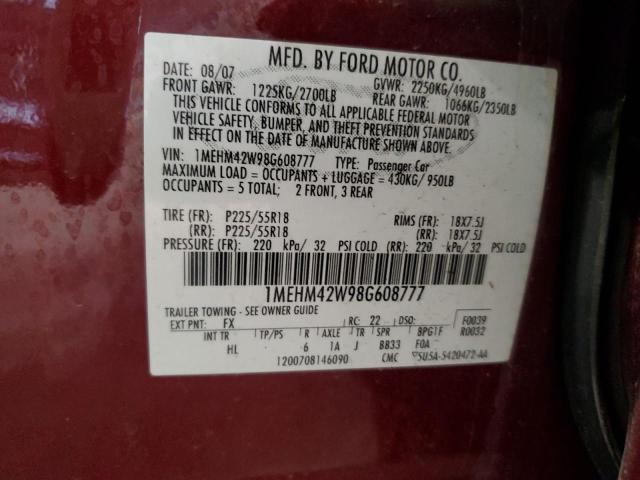 MFD. BY FORD MOTOR CO.
DATE: 08/07 GVWR: 2250KG/4960LB
FRONT GAWR: 1225KG/2700LB REAR GAWR: 1066KG/2350LB
THIS VEHICLE CONFORMS TO ALL APPLICABLE FEDERAL MOTOR
VEHICLE SAFETY, BUMPER, AND THEFT PREVENTION STANDARDS
IN EFFECT ON THE DATE OF MANUFACTURE SHOWN ABOVE.
VIN: 1MEHM42W98G608777 TYPE: Passenger Car
MAXIMUM LOAD = OCCUPANTS + LUGGAGE = 430KG/ 950LB
OCCUPANTS = 5 TOTAL; 2 FRONT, 3 REAR
TIRE (FR): P225/55R18 RIMS (FR): 18X7.5J
(RR): P225/55R18 (RR): 18X7.5J
PRESSURE (FR): 220 kPa/ 32 PSI COLD (RR): 220 kPa/ 32 PSI COLD
1MEHM42W98G608777
TRAILER TOWING - SEE OWNER GUIDE
EXT PNT: FX RC: 22 DSO: F0039
INT TR TP/PS R AXLE TR SPR BPGIF R0032
HL 6 1A J BB33 F0A
1200708146090 CMC 5U5A-5420472-AA